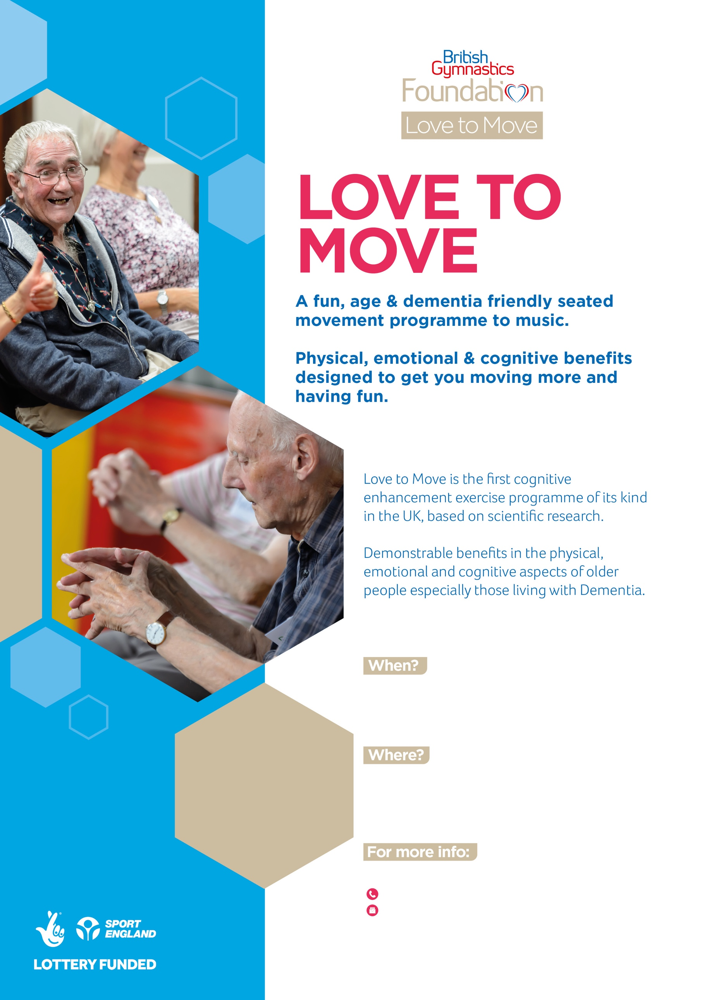 British
Gymnastics
Foundation
Love to Move
LOVE TO
MOVE
A fun, age & dementia friendly seated
movement programme to music.
Physical, emotional & cognitive benefits
designed to get you moving more and
having fun.
Love to Move is the first cognitive
enhancement exercise programme of its kind
in the UK, based on scientific research.
Demonstrable benefits in the physical,
emotional and cognitive aspects of older
people especially those living with Dementia.
When?
Where?
For more info:
SPORT
ENGLAND
LOTTERY FUNDED